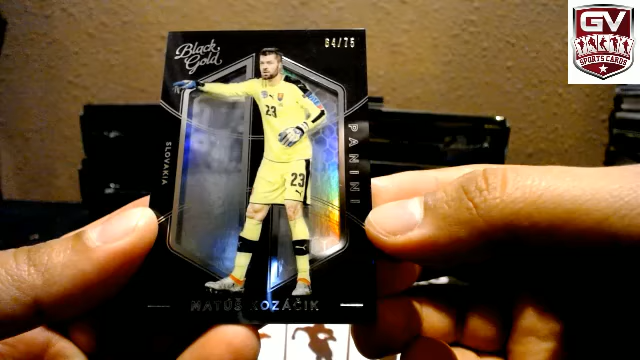 Black
Gold
64/75
GV
SPORTS CARDS
SLOVAKIA
PANINI
23
23
MATÚŠ KOZÁČIK